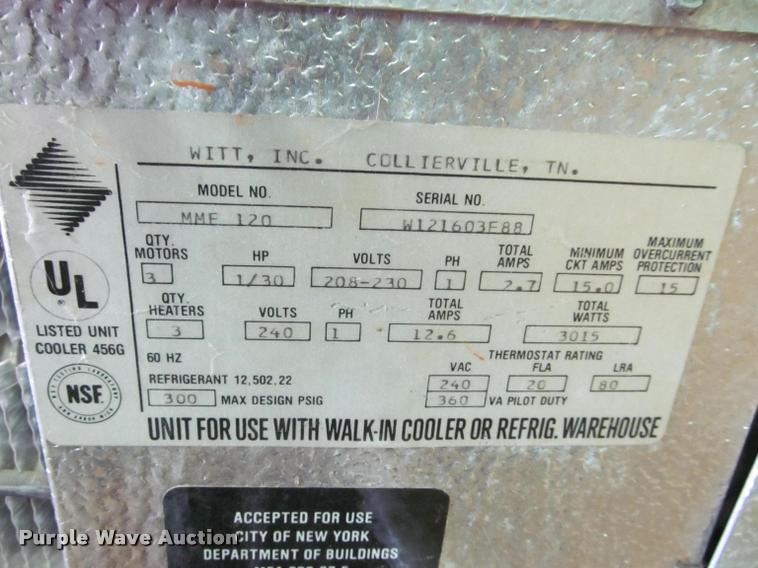 WITT, INC. COLLIERVILLE, TN.
MODEL NO. SERIAL NO.
MME 120 W121603E88
QTY. MOTORS HP VOLTS PH TOTAL AMPS MINIMUM CKT AMPS MAXIMUM OVERCURRENT PROTECTION
3 1/30 208-230 1 2.7 15.0 15
QTY. HEATERS VOLTS PH TOTAL AMPS TOTAL WATTS
3 240 1 12.6 3015
UL ®
LISTED UNIT
COOLER 456G
60 HZ THERMOSTAT RATING
VAC FLA LRA
REFRIGERANT 12,502,22 240 20 80
300 MAX DESIGN PSIG 360 VA PILOT DUTY
NSF
UNIT FOR USE WITH WALK-IN COOLER OR REFRIG. WAREHOUSE
ACCEPTED FOR USE
CITY OF NEW YORK
DEPARTMENT OF BUILDINGS
Purple Wave Auction